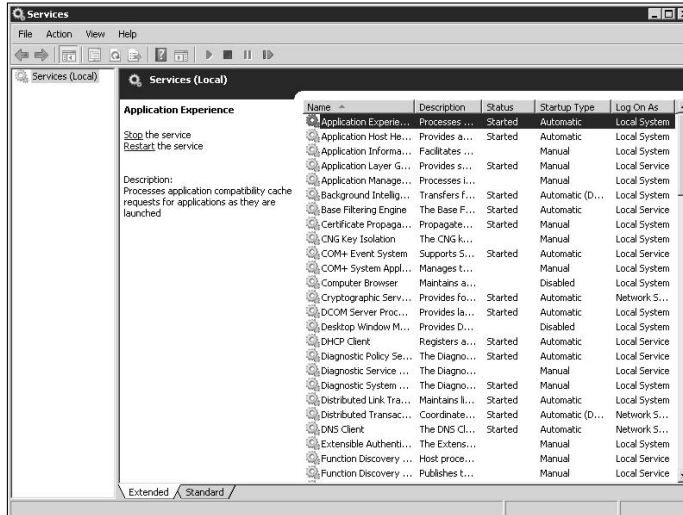 Services
File Action View Help
Services (Local)
Services (Local)
Application Experience
Stop the service
Restart the service
Description:
Processes application compatibility cache
requests for applications as they are
launched
Name Description Status Startup Type Log On As
Application Experie... Processes ... Started Automatic Local System
Application Host He... Provides a... Started Automatic Local System
Application Informa... Facilitates ... Manual Local System
Application Layer G... Provides s... Started Manual Local Service
Application Manage... Processes i... Manual Local System
Background Intellig... Transfers f... Started Automatic (D... Local System
Base Filtering Engine The Base F... Started Automatic Local Service
Certificate Propaga... Propagate... Started Manual Local System
CNG Key Isolation The CNG k... Manual Local System
COM+ Event System Supports S... Started Automatic Local Service
COM+ System Appl... Manages t... Manual Local System
Computer Browser Maintains a... Disabled Local System
Cryptographic Serv... Provides fo... Started Automatic Network S...
DCOM Server Proc... Provides la... Started Automatic Local System
Desktop Window M... Provides D... Disabled Local System
DHCP Client Registers a... Started Automatic Local Service
Diagnostic Policy Se... The Diagno... Started Automatic Local Service
Diagnostic Service ... The Diagno... Manual Local Service
Diagnostic System ... The Diagno... Started Manual Local System
Distributed Link Tra... Maintains li... Started Automatic Local System
Distributed Transac... Coordinate... Started Automatic (D... Network S...
DNS Client The DNS Cl... Started Automatic Network S...
Extensible Authenti... The Extens... Manual Local System
Function Discovery ... Host proce... Manual Local Service
Function Discovery ... Publishes t... Manual Local Service
Extended Standard